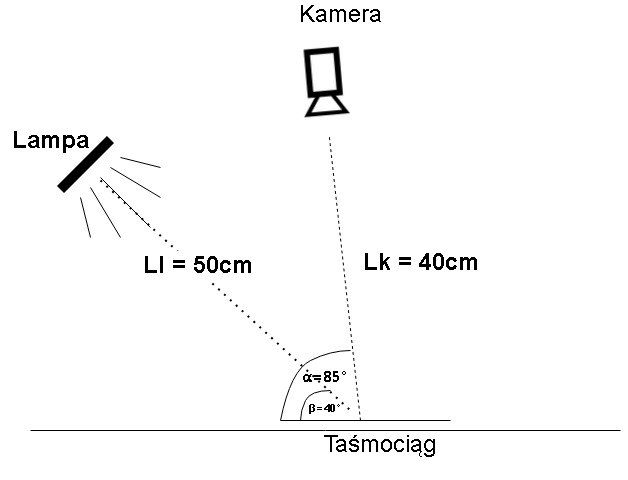 Kamera
Lampa
Ll = 50cm
Lk = 40cm
α=85°
β=40°
Taśmociąg